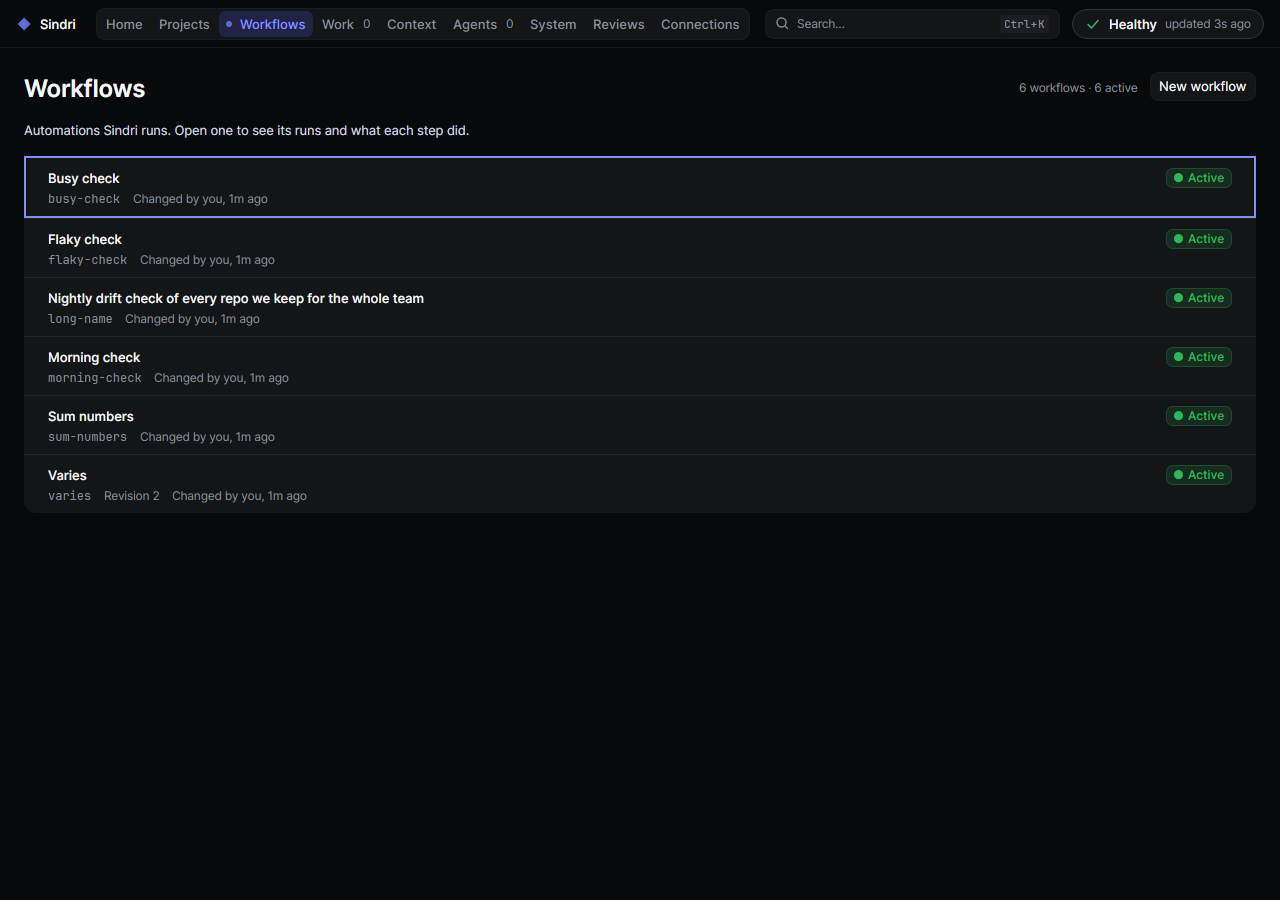 Sindri
Home Projects Workflows Work 0 Context Agents 0 System Reviews Connections
Search... Ctrl+K
Healthy updated 3s ago
Workflows
6 workflows · 6 active New workflow
Automations Sindri runs. Open one to see its runs and what each step did.
Busy check Active
busy-check Changed by you, 1m ago
Flaky check Active
flaky-check Changed by you, 1m ago
Nightly drift check of every repo we keep for the whole team Active
long-name Changed by you, 1m ago
Morning check Active
morning-check Changed by you, 1m ago
Sum numbers Active
sum-numbers Changed by you, 1m ago
Varies Active
varies Revision 2 Changed by you, 1m ago